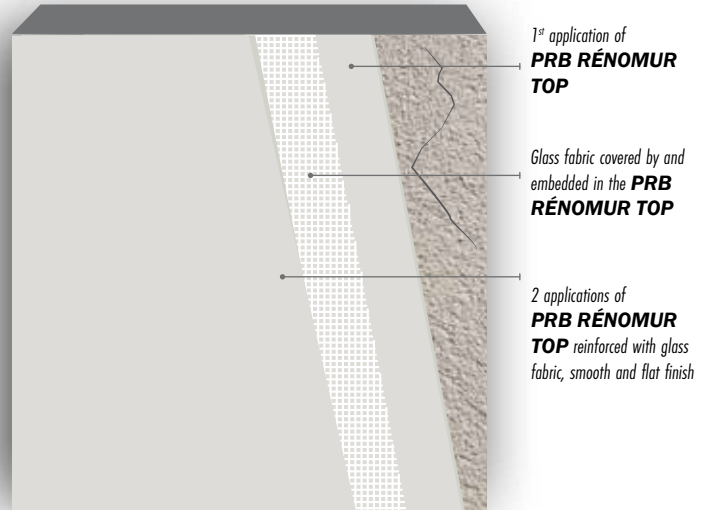 1st application of
PRB RÉNOMUR
TOP
Glass fabric covered by and
embedded in the PRB
RÉNOMUR TOP
2 applications of
PRB RÉNOMUR
TOP reinforced with glass
fabric, smooth and flat finish